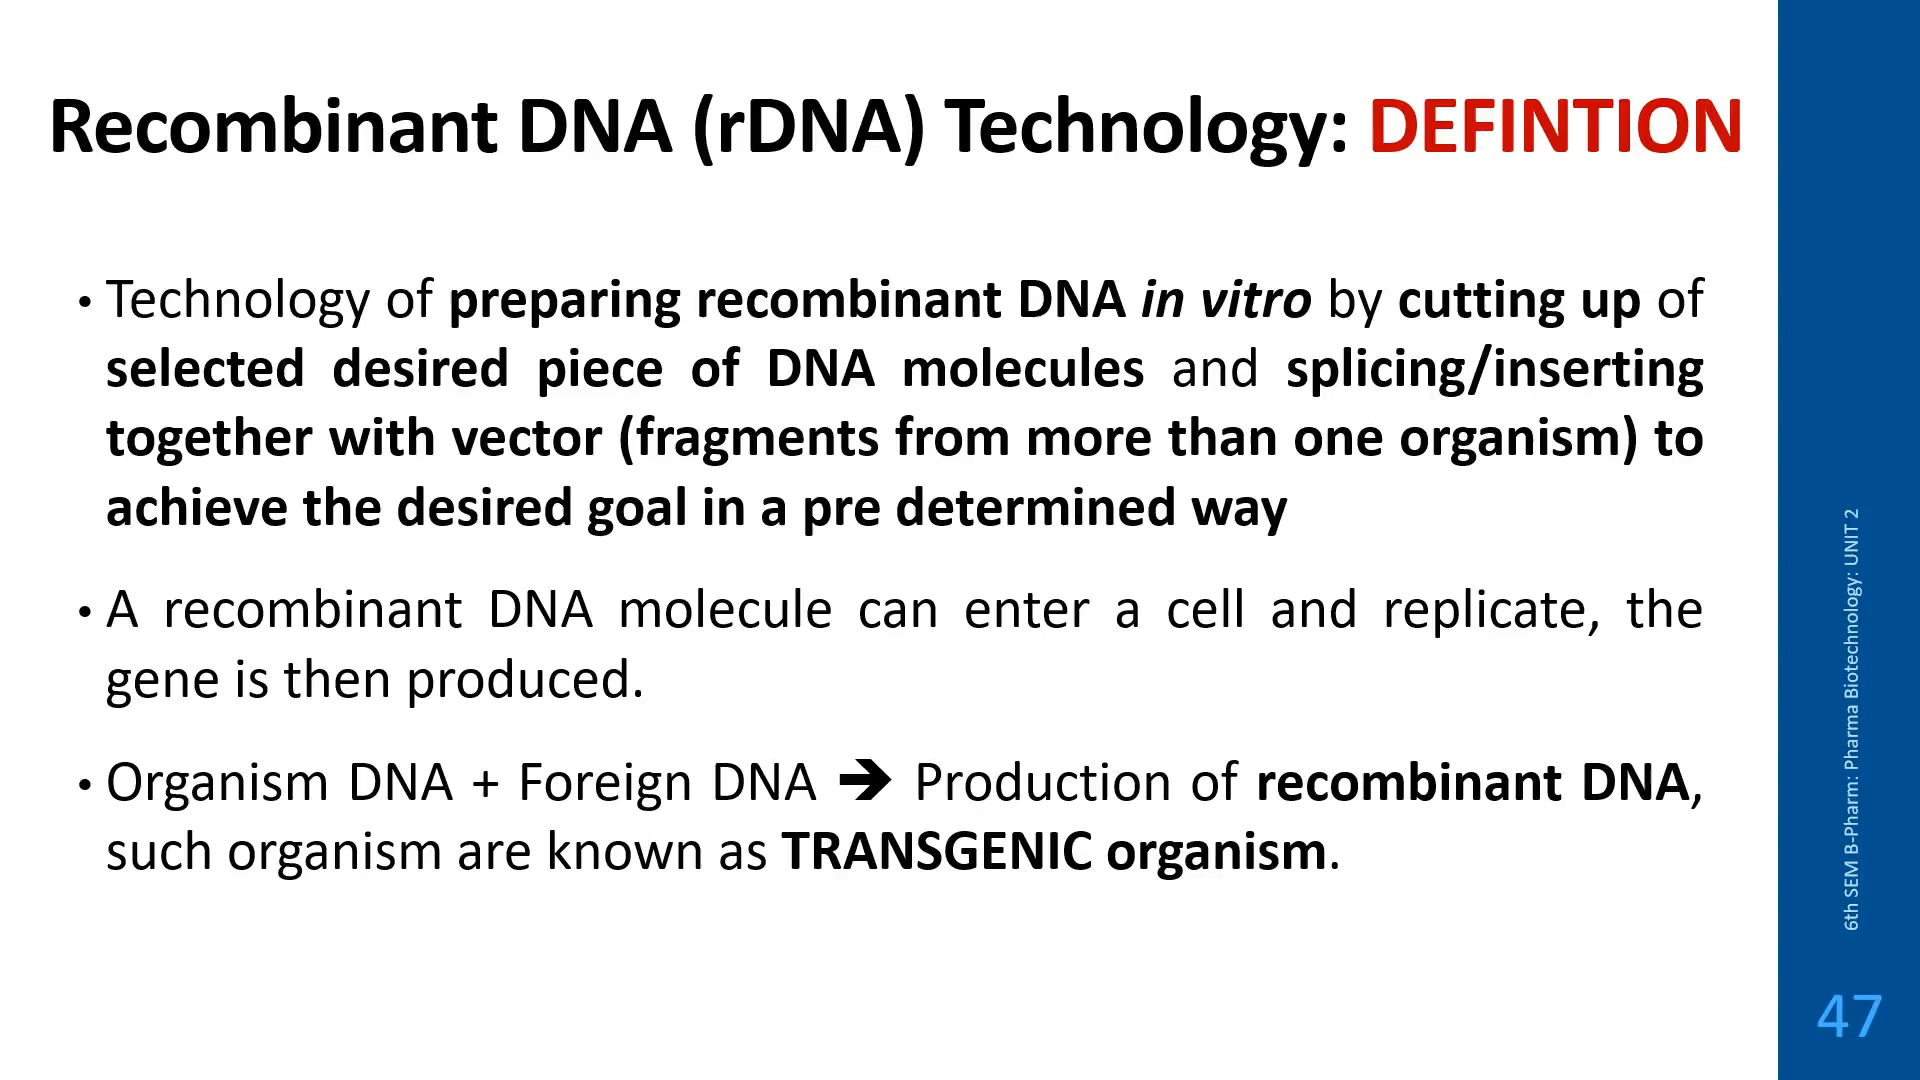 Recombinant DNA (rDNA) Technology: DEFINTION
• Technology of preparing recombinant DNA in vitro by cutting up of
selected desired piece of DNA molecules and splicing/inserting
together with vector (fragments from more than one organism) to
achieve the desired goal in a pre determined way
• A recombinant DNA molecule can enter a cell and replicate, the
gene is then produced.
• Organism DNA + Foreign DNA ➔ Production of recombinant DNA,
such organism are known as TRANSGENIC organism.
6th SEM B-Pharm: Pharma Biotechnology: UNIT 2
47